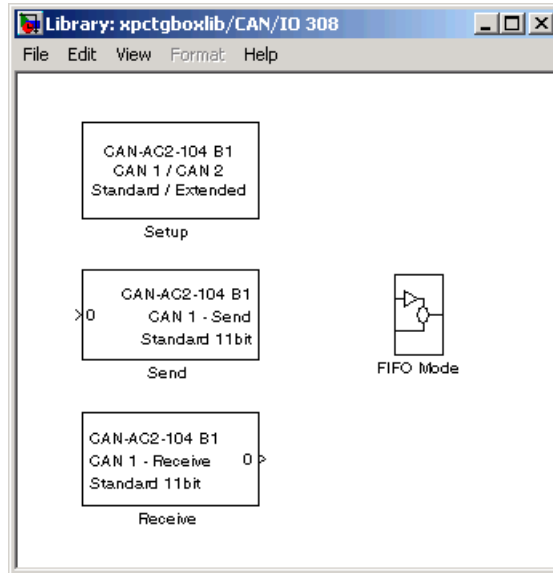 Library: xpctgboxlib/CAN/IO 308
File Edit View Format Help
CAN-AC2-104 B1
CAN 1 / CAN 2
Standard / Extended
Setup
0
CAN-AC2-104 B1
CAN 1 - Send
Standard 11bit
Send
FIFO Mode
CAN-AC2-104 B1
CAN 1 - Receive 0
Standard 11bit
Receive